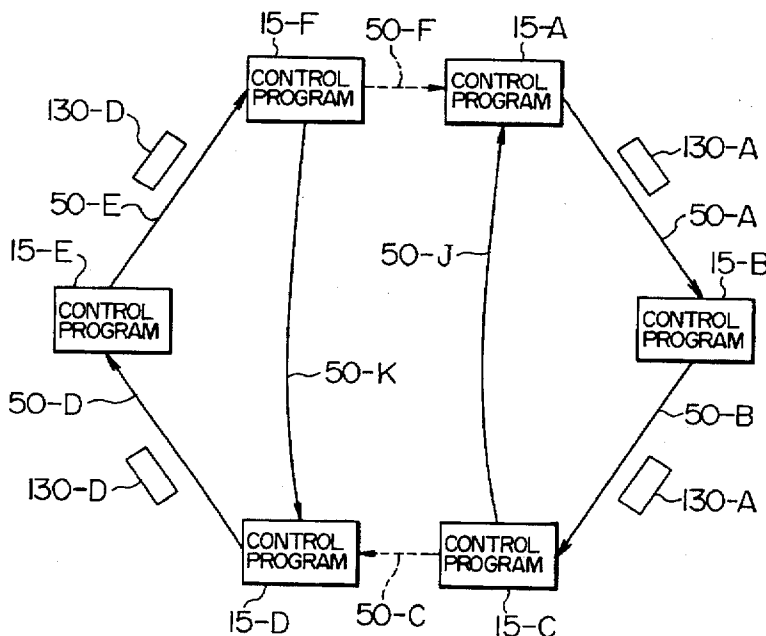 15-F
50-F
15-A
CONTROL
PROGRAM
CONTROL
PROGRAM
130-D
130-A
50-E
50-A
15-E
50-J
15-B
CONTROL
PROGRAM
CONTROL
PROGRAM
50-K
50-D
50-B
130-D
130-A
CONTROL
PROGRAM
CONTROL
PROGRAM
15-D
50-C
15-C